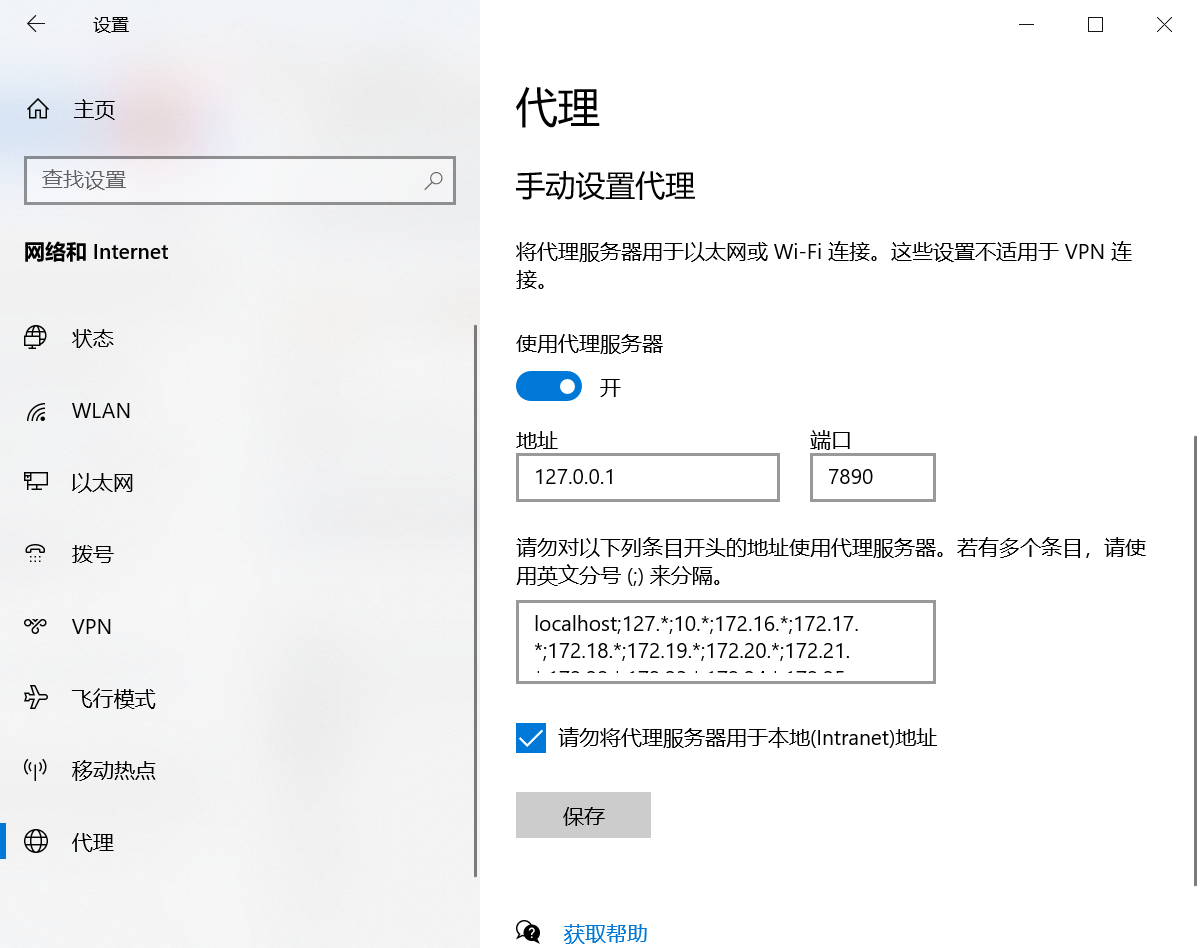 设置
主页
查找设置
网络和 Internet
状态
WLAN
以太网
拨号
VPN
飞行模式
移动热点
代理
代理
手动设置代理
将代理服务器用于以太网或 Wi-Fi 连接。这些设置不适用于 VPN 连
接。
使用代理服务器
开
地址 端口
127.0.0.1 7890
请勿对以下列条目开头的地址使用代理服务器。若有多个条目，请使
用英文分号 (;) 来分隔。
localhost;127.*;10.*;172.16.*;172.17.
*;172.18.*;172.19.*;172.20.*;172.21.
请勿将代理服务器用于本地(Intranet)地址
保存
获取帮助